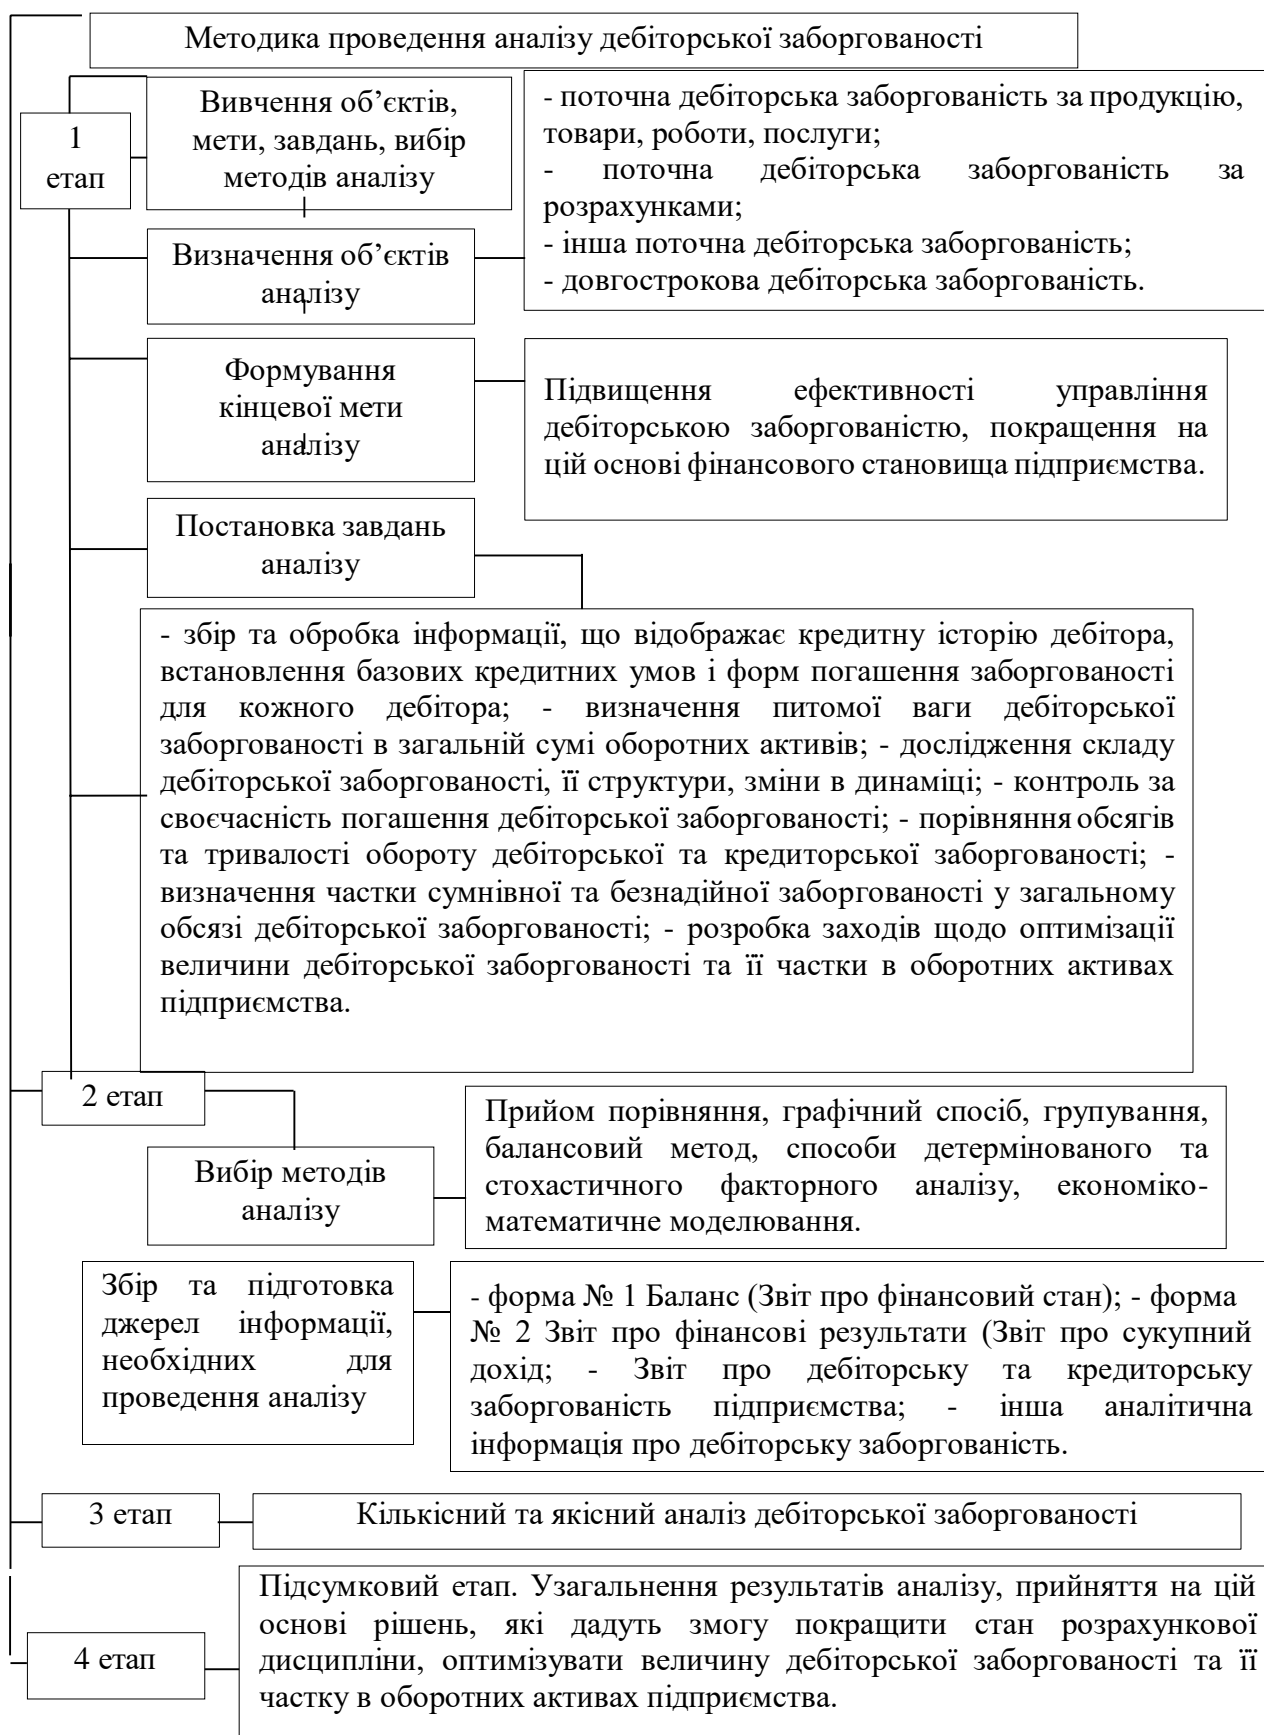 Методика проведення аналізу дебіторської заборгованості
1
етап
Вивчення об’єктів,
мети, завдань, вибір
методів аналізу
- поточна дебіторська заборгованість за продукцію,
товари, роботи, послуги;
- поточна дебіторська заборгованість за
розрахунками;
- інша поточна дебіторська заборгованість;
- довгострокова дебіторська заборгованість.
Визначення об’єктів
аналізу
Формування
кінцевої мети
аналізу
Підвищення ефективності управління
дебіторською заборгованістю, покращення на
цій основі фінансового становища підприємства.
Постановка завдань
аналізу
- збір та обробка інформації, що відображає кредитну історію дебітора,
встановлення базових кредитних умов і форм погашення заборгованості
для кожного дебітора; - визначення питомої ваги дебіторської
заборгованості в загальній сумі оборотних активів; - дослідження складу
дебіторської заборгованості, її структури, зміни в динаміці; - контроль за
своєчасність погашення дебіторської заборгованості; - порівняння обсягів
та тривалості обороту дебіторської та кредиторської заборгованості; -
визначення частки сумнівної та безнадійної заборгованості у загальному
обсязі дебіторської заборгованості; - розробка заходів щодо оптимізації
величини дебіторської заборгованості та її частки в оборотних активах
підприємства.
2 етап
Вибір методів
аналізу
Прийом порівняння, графічний спосіб, групування,
балансовий метод, способи детермінованого та
стохастичного факторного аналізу, економіко-
математичне моделювання.
Збір та підготовка
джерел інформації,
необхідних для
проведення аналізу
- форма № 1 Баланс (Звіт про фінансовий стан); - форма
№ 2 Звіт про фінансові результати (Звіт про сукупний
дохід; - Звіт про дебіторську та кредиторську
заборгованість підприємства; - інша аналітична
інформація про дебіторську заборгованість.
3 етап
Кількісний та якісний аналіз дебіторської заборгованості
4 етап
Підсумковий етап. Узагальнення результатів аналізу, прийняття на цій
основі рішень, які дадуть змогу покращити стан розрахункової
дисципліни, оптимізувати величину дебіторської заборгованості та її
частку в оборотних активах підприємства.